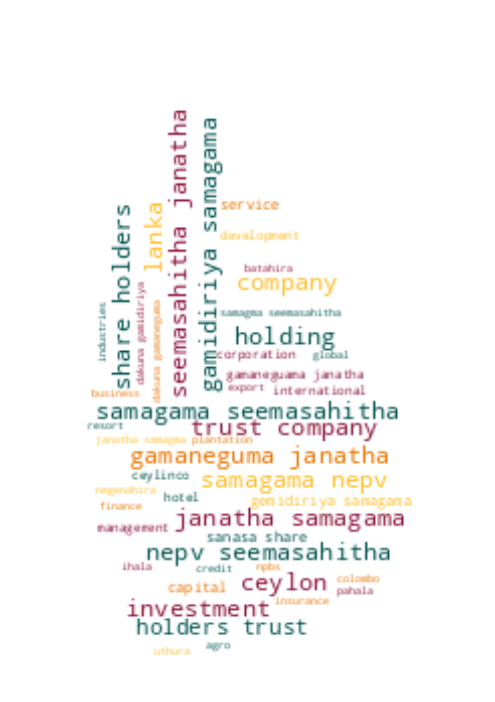 seemasahitha janatha
gamidiriya samagama
share holders
lanka
service
development
batahira
company
dakuna gamidiriya
dakuna gamaneguma
industries
samagma seemasahitha
holding
corporation
global
gamaneguama janatha
export
international
business
samagama seemasahitha
resort
trust company
janatha samagma
plantation
gamaneguma janatha
ceylinco
samagama nepv
negenahira
hotel
gemidiriya samagama
finance
janatha samagama
management
sanasa share
nepv seemasahitha
ihala
credit
npbs
colombo
capital
ceylon
pahala
insurance
investment
holders trust
agro
uthura